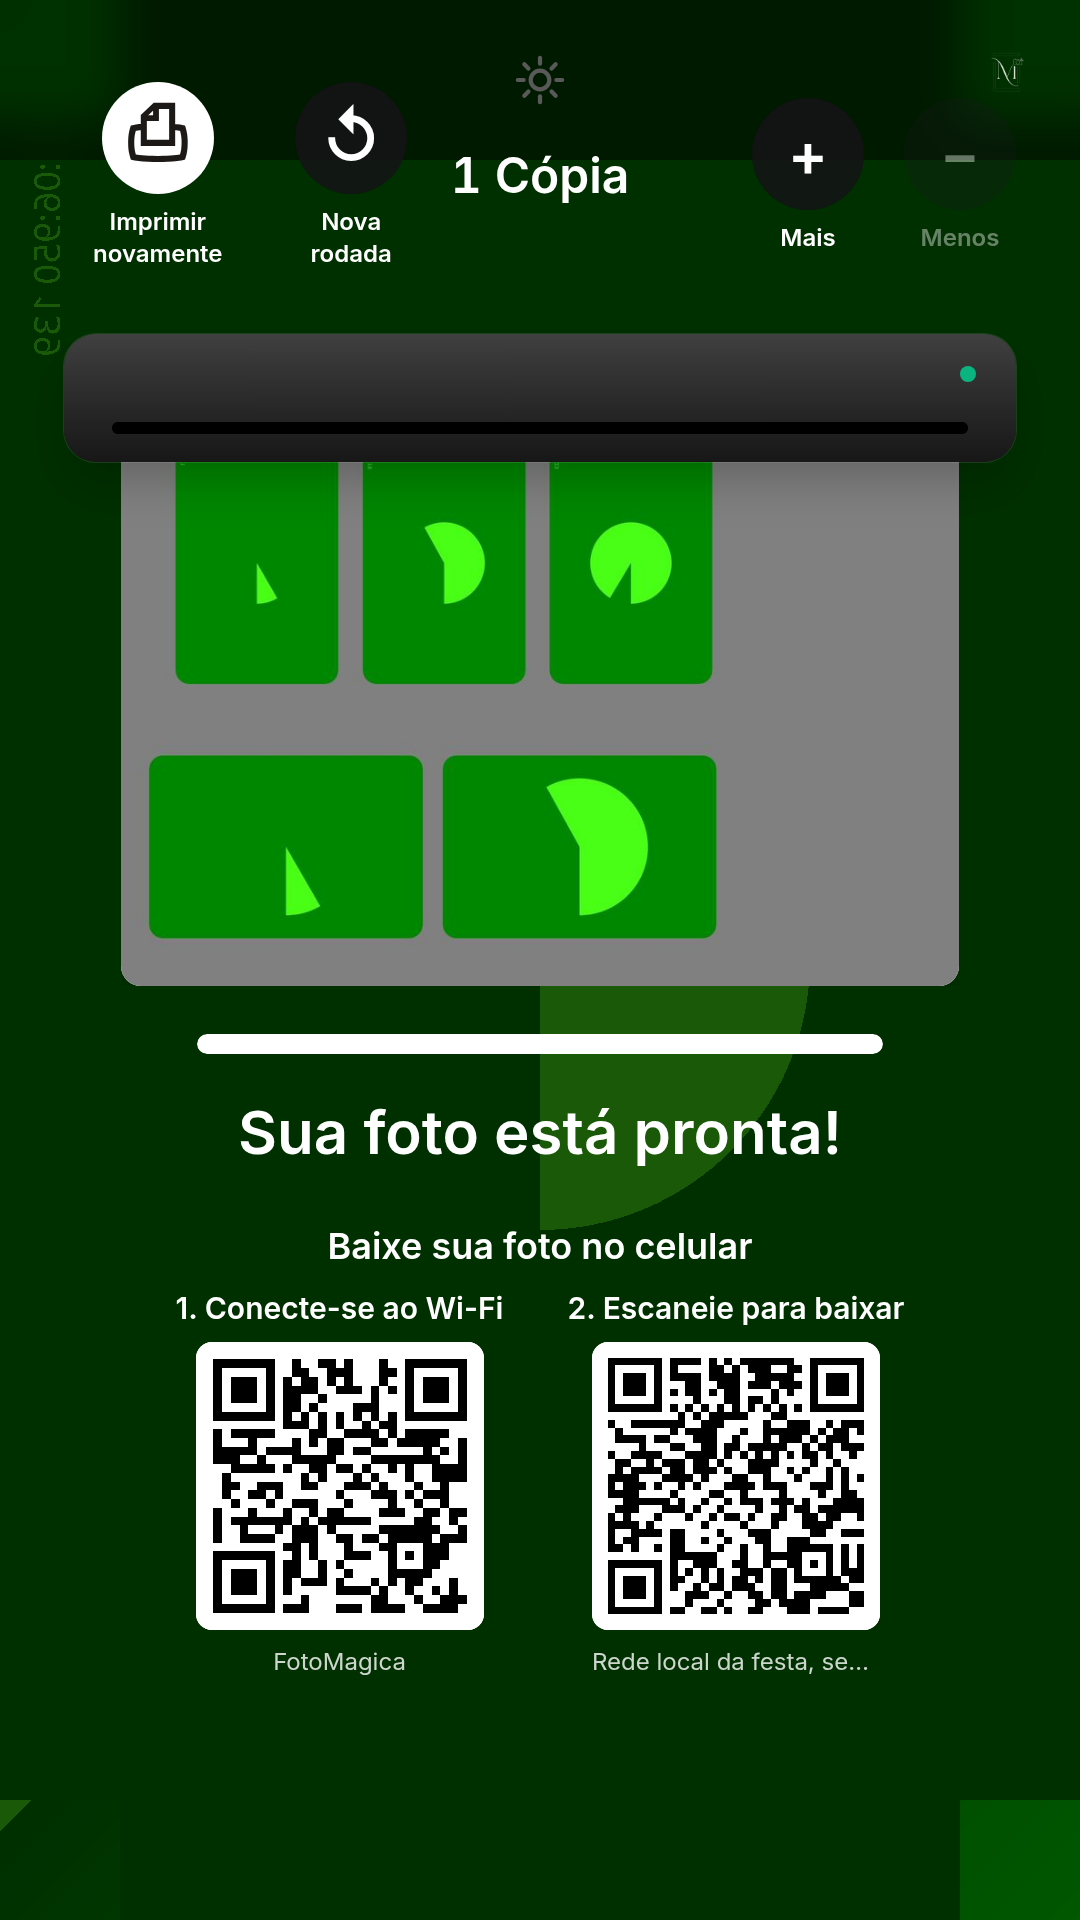 1 Cópia
Imprimir
novamente
Nova
rodada
Mais
Menos
Sua foto está pronta!
Baixe sua foto no celular
1. Conecte-se ao Wi-Fi
2. Escaneie para baixar
FotoMagica
Rede local da festa, se...